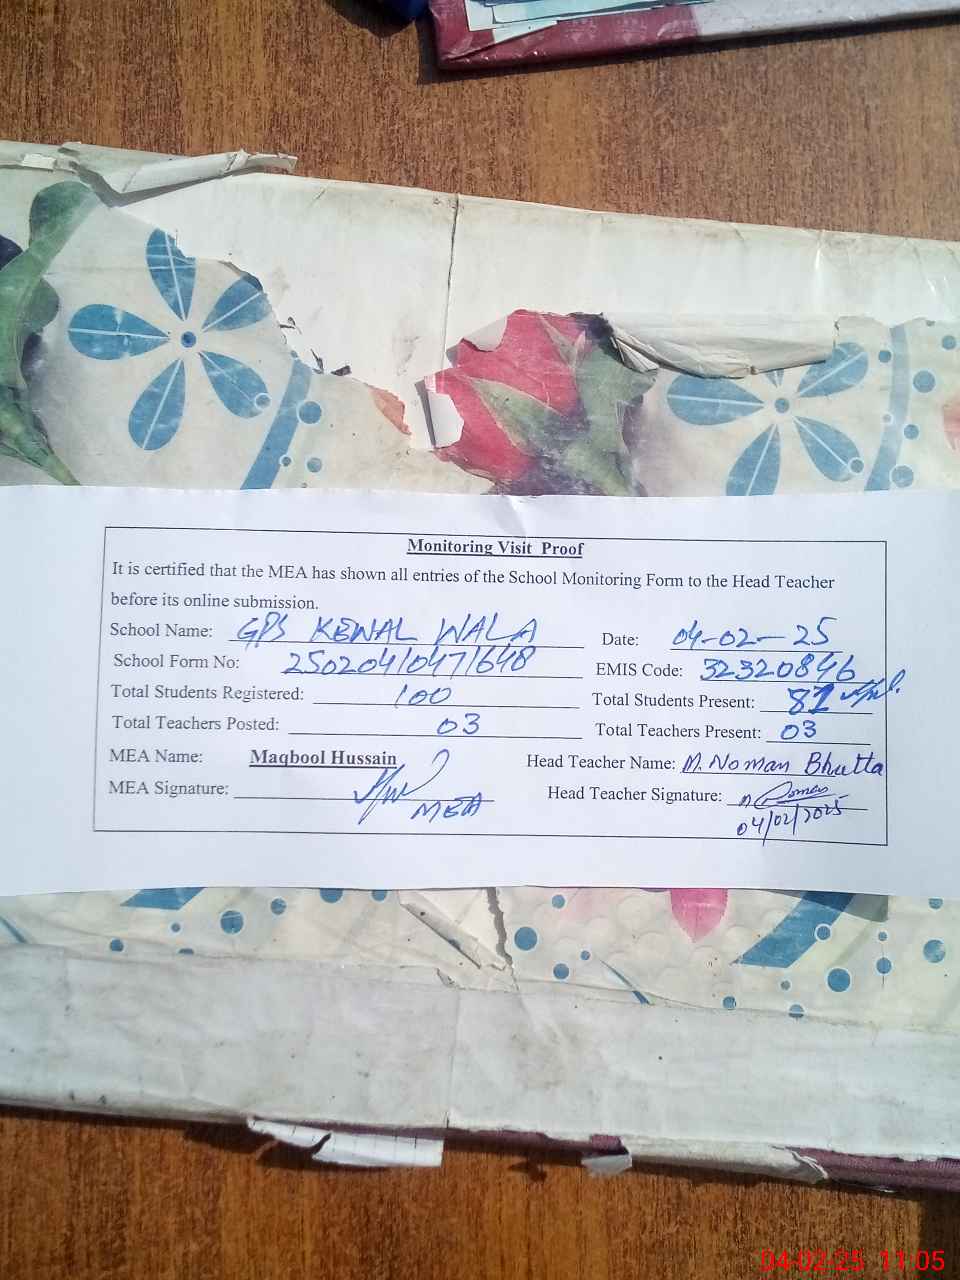 Monitoring Visit Proof
It is certified that the MEA has shown all entries of the School Monitoring Form to the Head Teacher
before its online submission.
School Name: GPS KEWAL WALA Date: 04-02-25
School Form No: 250204/047/648 EMIS Code: 32320846
Total Students Registered: 100 Total Students Present: 81
Total Teachers Posted: 03 Total Teachers Present: 03
MEA Name: Maqbool Hussain Head Teacher Name: M. Noman Bhutta
MEA Signature: MEA Head Teacher Signature: Noman
04/02/2025
04-02-25 11:05